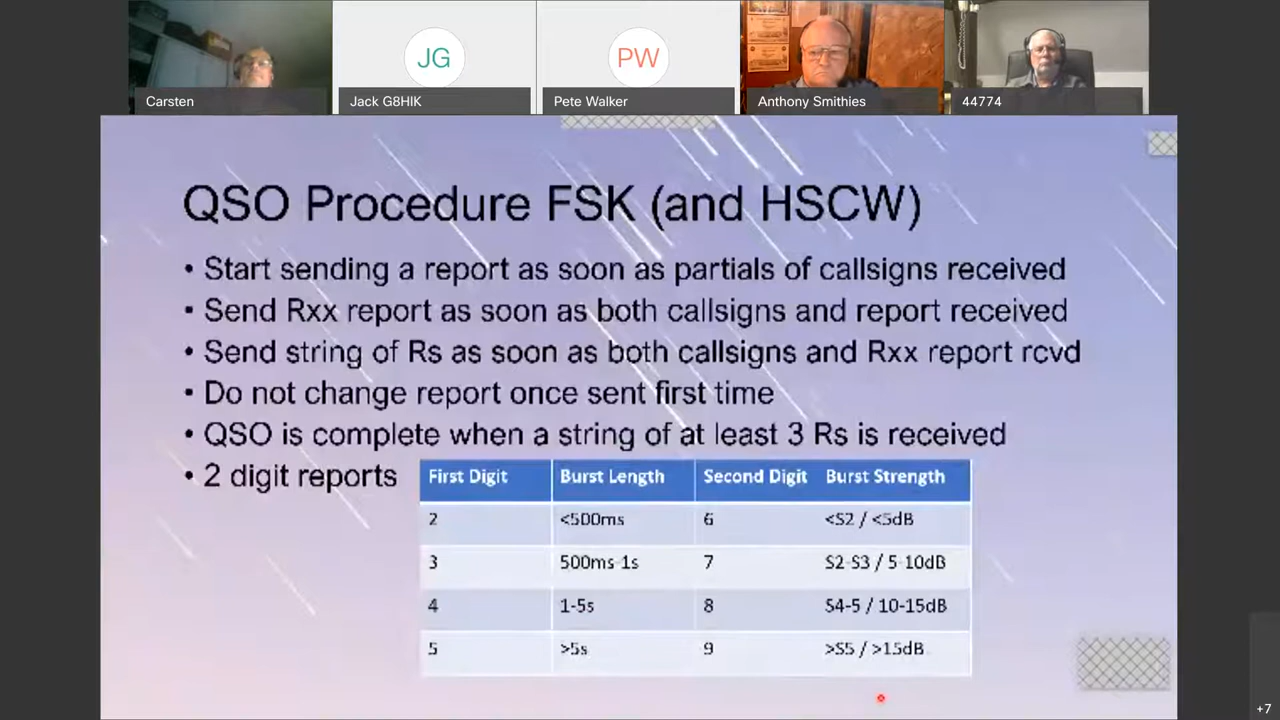 JG
PW
Carsten
Jack G8HIK
Pete Walker
Anthony Smithies
44774
QSO Procedure FSK (and HSCW)
• Start sending a report as soon as partials of callsigns received
• Send Rxx report as soon as both callsigns and report received
• Send string of Rs as soon as both callsigns and Rxx report rcvd
• Do not change report once sent first time
• QSO is complete when a string of at least 3 Rs is received
• 2 digit reports
First Digit Burst Length Second Digit Burst Strength
2 <500ms 6 <S2 / <5dB
3 500ms-1s 7 S2-S3 / 5-10dB
4 1-5s 8 S4-5 / 10-15dB
5 >5s 9 >S5 / >15dB
+7